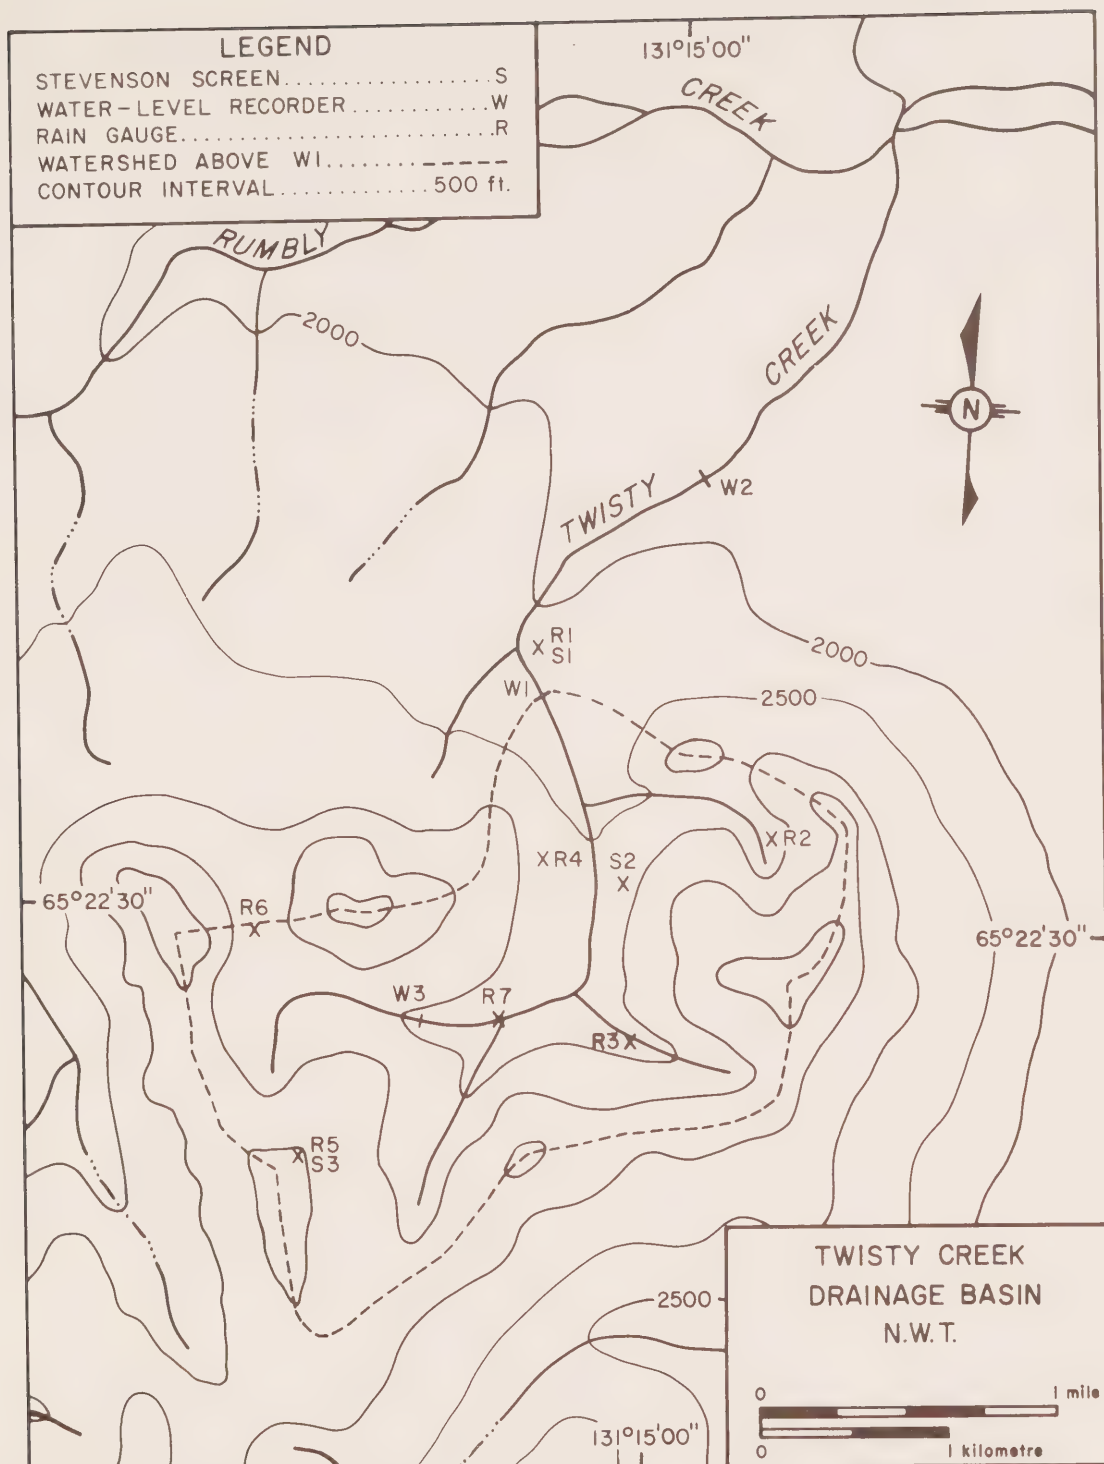 LEGEND
STEVENSON SCREEN..................S
WATER-LEVEL RECORDER............W
RAIN GAUGE........................R
WATERSHED ABOVE W1........-----
CONTOUR INTERVAL.............500 ft.
131°15'00"
CREEK
RUMBLY
2000
CREEK
N
TWISTY
W2
R1
S1
2000
W1
2500
R2
R4
S2
65°22'30"
R6
65°22'30"
W3
R7
R3
R5
S3
2500
TWISTY CREEK
DRAINAGE BASIN
N.W.T.
0 1 mile
0 1 kilometre
131°15'00"